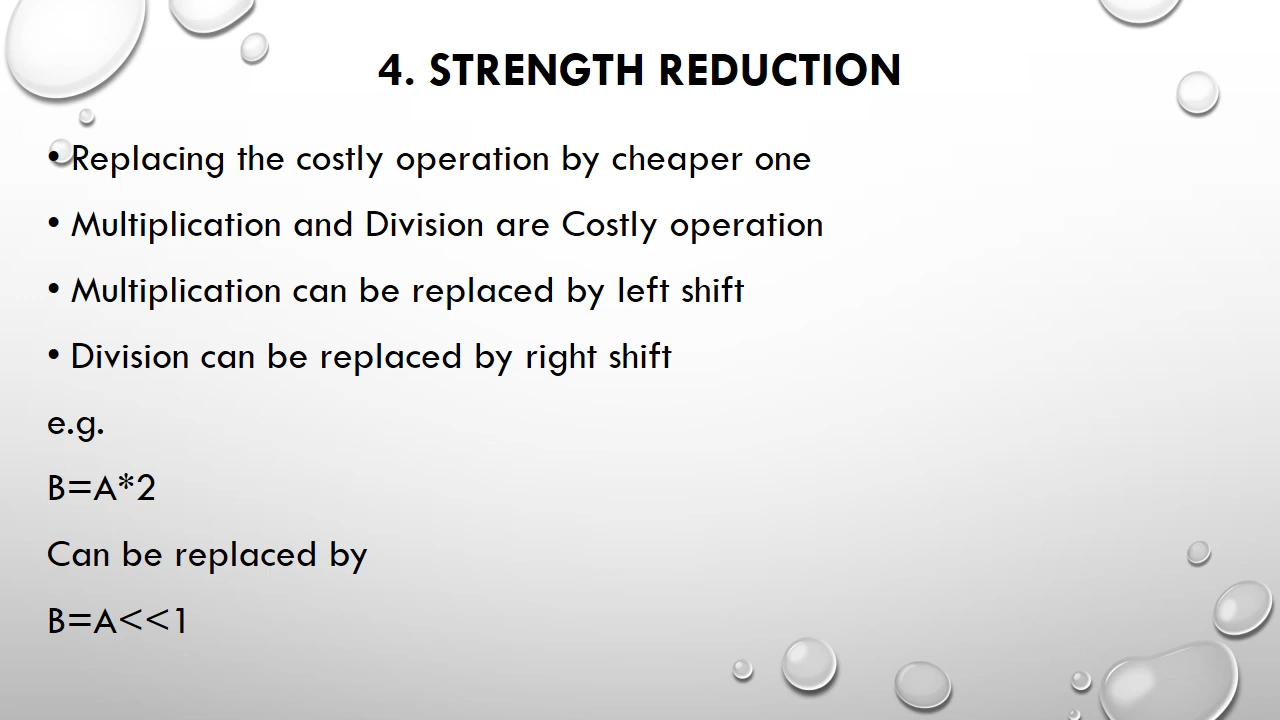 4. STRENGTH REDUCTION
• Replacing the costly operation by cheaper one
• Multiplication and Division are Costly operation
• Multiplication can be replaced by left shift
• Division can be replaced by right shift
e.g.
B=A*2
Can be replaced by
B=A<<1